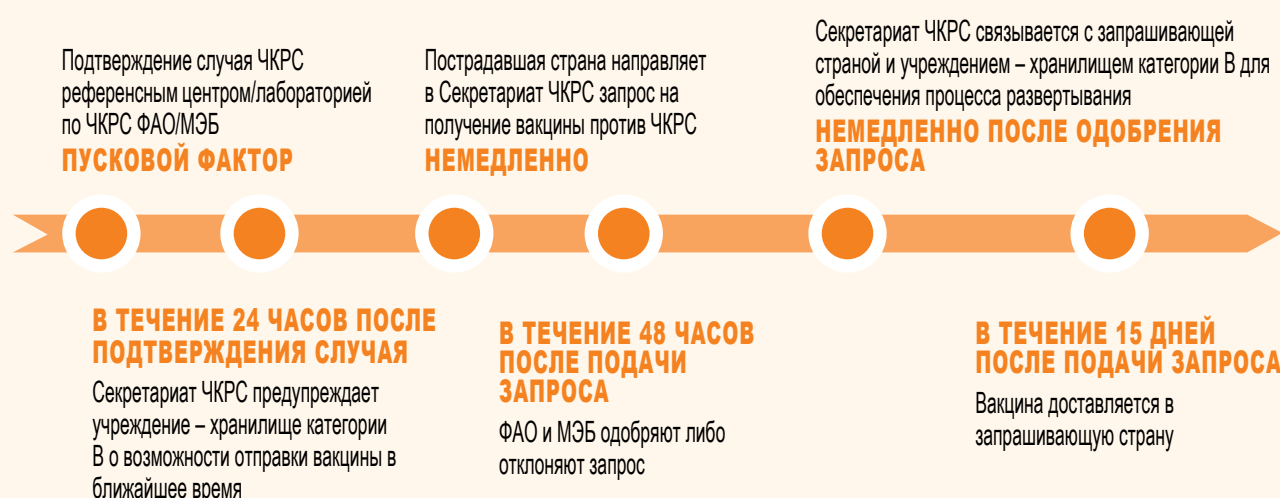 Подтверждение случая ЧКРС
референсным центром/лабораторией
по ЧКРС ФАО/МЭБ
ПУСКОВОЙ ФАКТОР
В ТЕЧЕНИЕ 24 ЧАСОВ ПОСЛЕ
ПОДТВЕРЖДЕНИЯ СЛУЧАЯ
Секретариат ЧКРС предупреждает
учреждение – хранилище категории
В о возможности отправки вакцины в
ближайшее время
Пострадавшая страна направляет
в Секретариат ЧКРС запрос на
получение вакцины против ЧКРС
НЕМЕДЛЕННО
В ТЕЧЕНИЕ 48 ЧАСОВ
ПОСЛЕ ПОДАЧИ
ЗАПРОСА
ФАО и МЭБ одобряют либо
отклоняют запрос
Секретариат ЧКРС связывается с запрашивающей
страной и учреждением – хранилищем категории В для
обеспечения процесса развертывания
НЕМЕДЛЕННО ПОСЛЕ ОДОБРЕНИЯ
ЗАПРОСА
В ТЕЧЕНИЕ 15 ДНЕЙ
ПОСЛЕ ПОДАЧИ ЗАПРОСА
Вакцина доставляется в
запрашивающую страну